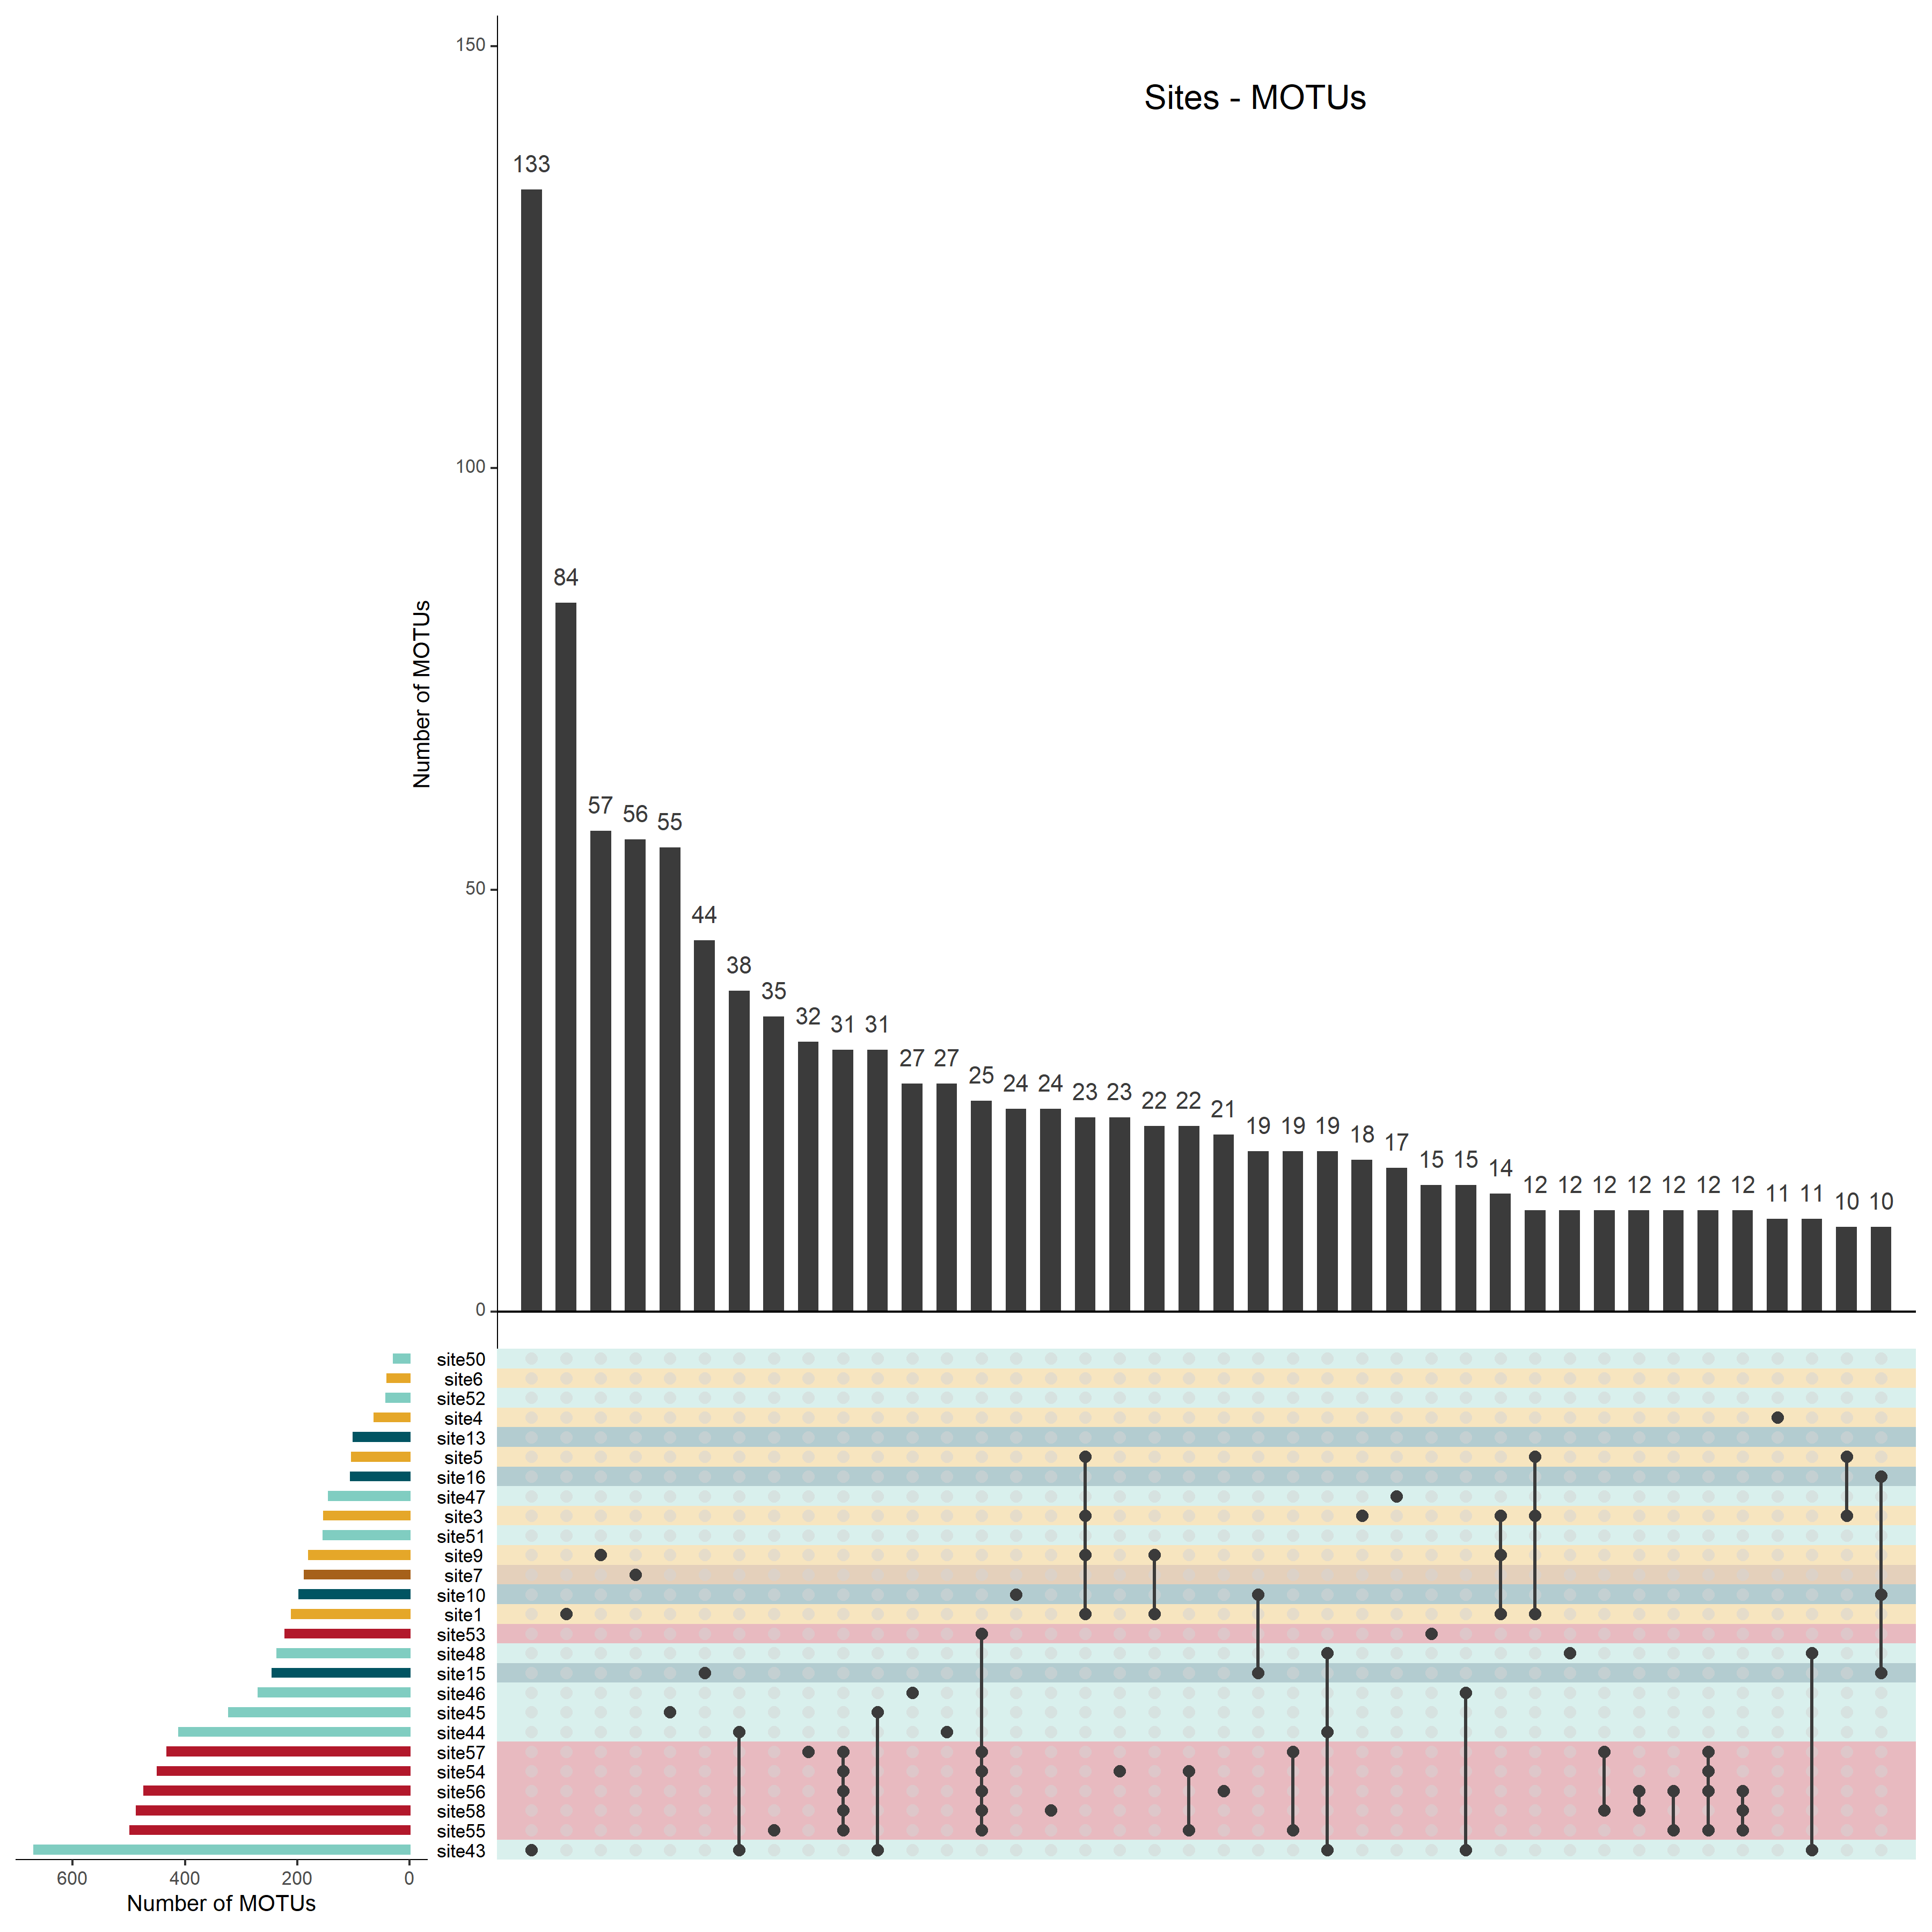 Sites - MOTUs
150
100
50
0
Number of MOTUs
133
84
57
56
55
44
38
35
32
31
31
27
27
25
24
24
23
23
22
22
21
19
19
19
18
17
15
15
14
12
12
12
12
12
12
12
11
11
10
10
site50
site6
site52
site4
site13
site5
site16
site47
site3
site51
site9
site7
site10
site1
site53
site48
site15
site46
site45
site44
site57
site54
site56
site58
site55
site43
600 400 200 0
Number of MOTUs